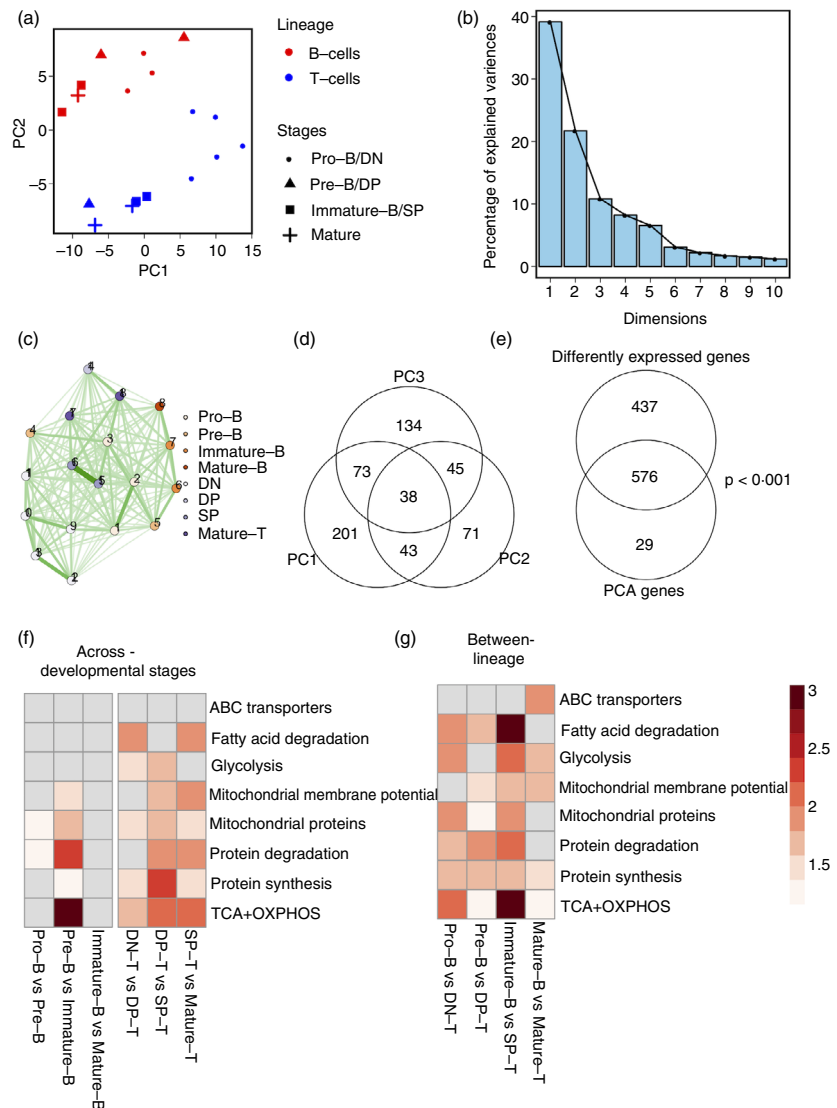 (a)
5
0
−5
PC2
−10
−5
0
5
10
15
PC1
Lineage
B−cells
T−cells
Stages
Pro−B/DN
Pre−B/DP
Immature−B/SP
Mature
(b)
Percentage of explained variences
40
30
20
10
0
1 2 3 4 5 6 7 8 9 10
Dimensions
(c)
Pro−B
Pre−B
Immature−B
Mature−B
DN
DP
SP
Mature−T
(d)
PC3
134
73
45
38
201
43
71
PC1
PC2
(e)
Differently expressed genes
437
576
p < 0·001
29
PCA genes
(f)
Across -
developmental stages
ABC transporters
Fatty acid degradation
Glycolysis
Mitochondrial membrane potential
Mitochondrial proteins
Protein degradation
Protein synthesis
TCA+OXPHOS
Pro−B vs Pre−B
Pre−B vs Immature−B
Immature−B vs Mature−B
DN−T vs DP−T
DP−T vs SP−T
SP−T vs Mature−T
(g)
Between-
lineage
ABC transporters
Fatty acid degradation
Glycolysis
Mitochondrial membrane potential
Mitochondrial proteins
Protein degradation
Protein synthesis
TCA+OXPHOS
Pro−B vs DN−T
Pre−B vs DP−T
Immature−B vs SP−T
Mature−B vs Mature−T
3
2.5
2
1.5